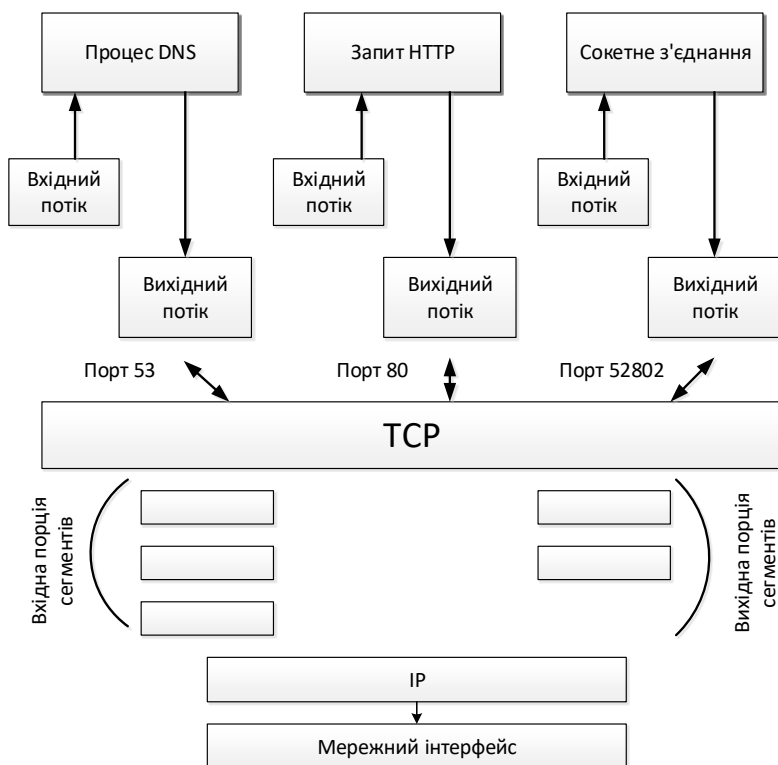 Процес DNS
Запит HTTP
Сокетне з'єднання
Вхідний
потік
Вхідний
потік
Вхідний
потік
Вихідний
потік
Вихідний
потік
Вихідний
потік
Порт 53
Порт 80
Порт 52802
TCP
Вхідна порція
сегментів
Вихідна порція
сегментів
IP
Мережний інтерфейс